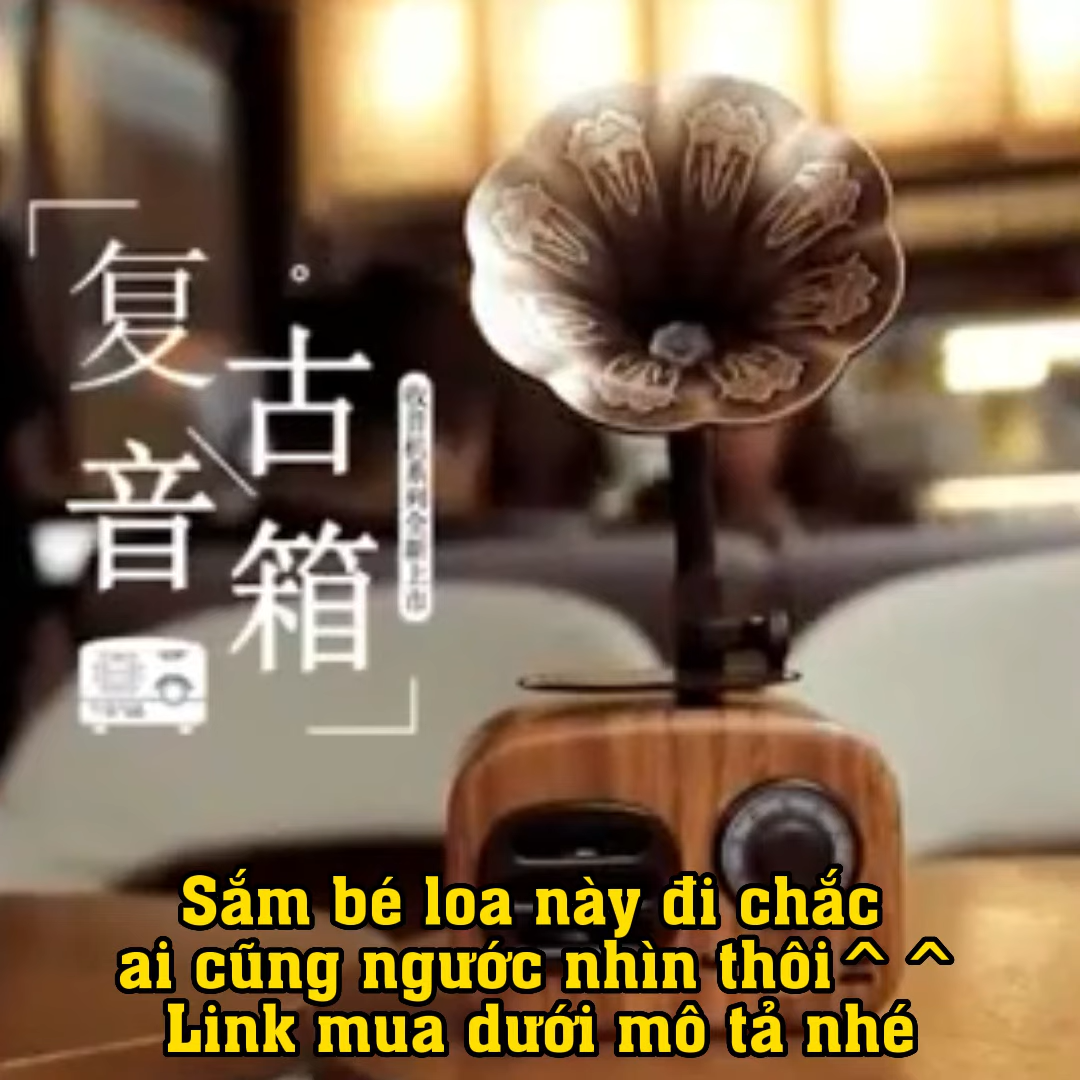 复古
音箱
Sắm bé loa này đi chắc
ai cũng ngước nhìn thôi^ ^
Link mua dưới mô tả nhé